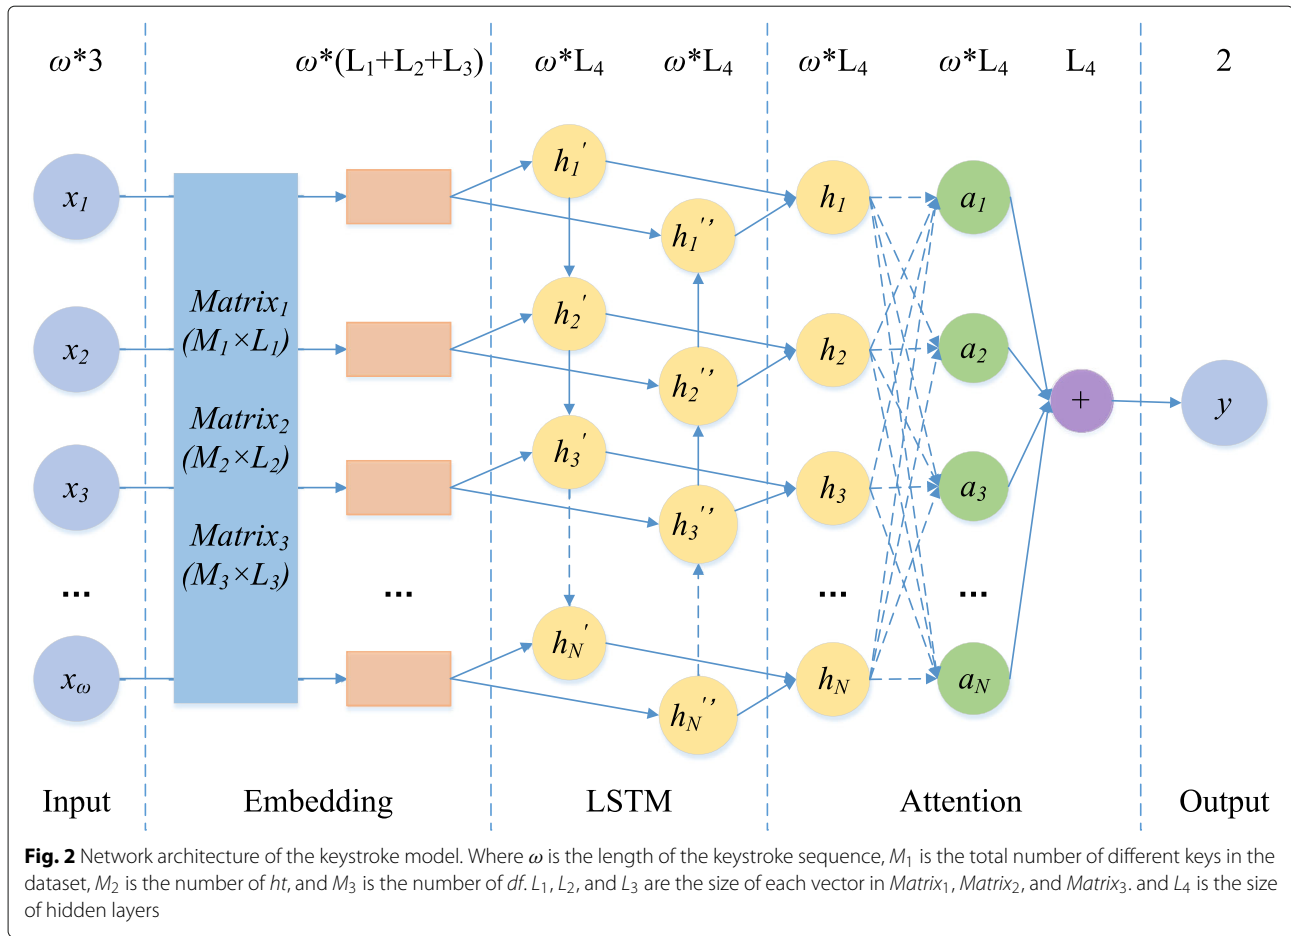 ω*3 ω*(L₁+L₂+L₃) ω*L₄ ω*L₄ ω*L₄ ω*L₄ L₄ 2
x₁ h₁' h₁'' h₁ a₁
Matrix₁
(M₁×L₁)
x₂ h₂' h₂'' h₂ a₂
+ y
Matrix₂
(M₂×L₂)
x₃ h₃' h₃'' h₃ a₃
Matrix₃
(M₃×L₃)
... ... ... ...
x_ω h_N' h_N'' h_N a_N
Input Embedding LSTM Attention Output
Fig. 2 Network architecture of the keystroke model. Where ω is the length of the keystroke sequence, M₁ is the total number of different keys in the
dataset, M₂ is the number of ht, and M₃ is the number of df. L₁, L₂, and L₃ are the size of each vector in Matrix₁, Matrix₂, and Matrix₃. and L₄ is the size
of hidden layers